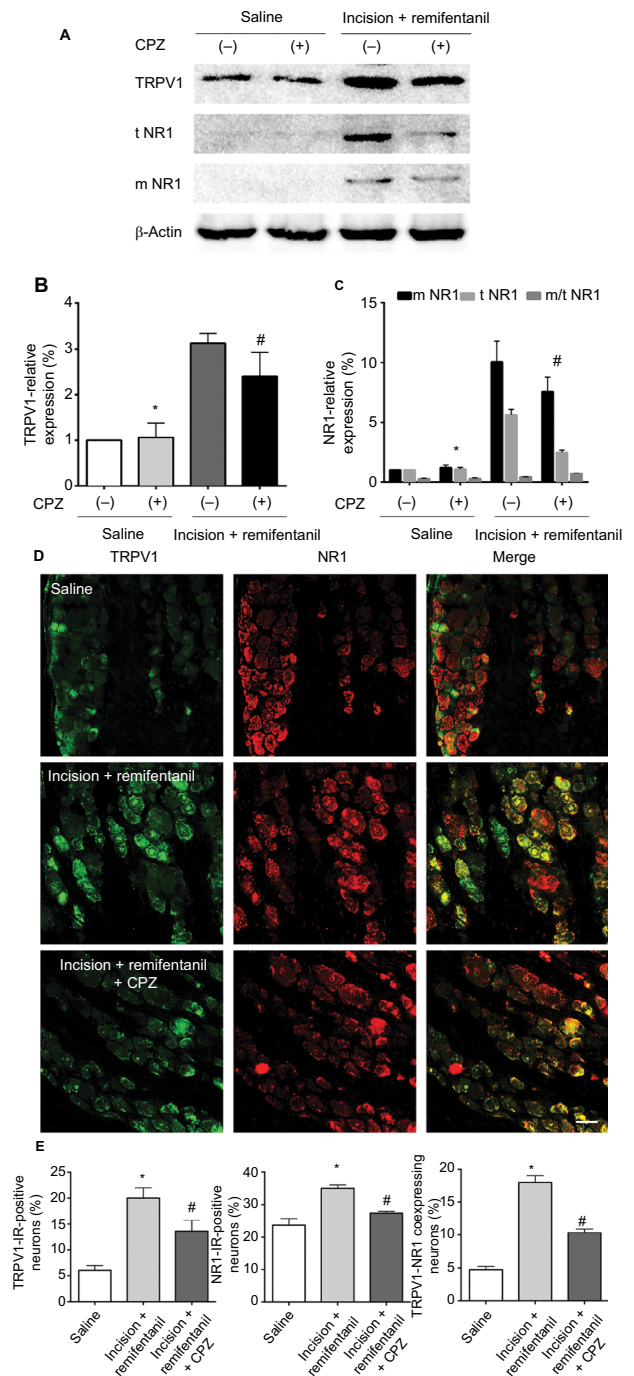 Saline Incision + remifentanil
A
CPZ (–) (+) (–) (+)
TRPV1
t NR1
m NR1
β-Actin
B
TRPV1-relative
expression (%)
4
3
2
1
0
*
#
CPZ (–) (+) (–) (+)
Saline Incision + remifentanil
C
m NR1 t NR1 m/t NR1
NR1-relative
expression (%)
15
10
5
0
*
#
CPZ (–) (+) (–) (+)
Saline Incision + remifentanil
D
TRPV1 NR1 Merge
Saline
Incision + remifentanil
Incision + remifentanil
+ CPZ
E
TRPV1-IR-positive
neurons (%)
25
20
15
10
5
0
*
#
Saline
Incision +
remifentanil
Incision +
remifentanil
+ CPZ
NR1-IR-positive
neurons (%)
50
40
30
20
10
0
*
#
Saline
Incision +
remifentanil
Incision +
remifentanil
+ CPZ
TRPV1-NR1 coexpressing
neurons (%)
20
15
10
5
0
*
#
Saline
Incision +
remifentanil
Incision +
remifentanil
+ CPZ